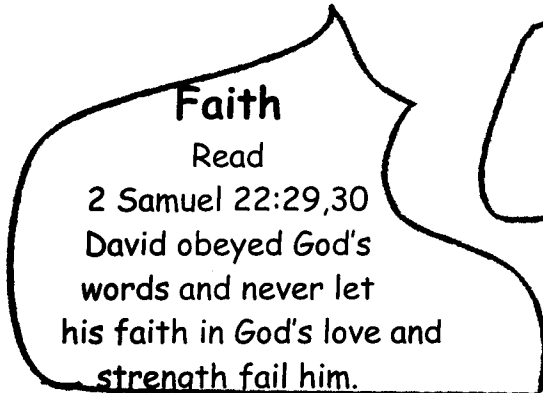 Faith
Read
2 Samuel 22:29,30
David obeyed God's
words and never let
his faith in God's love and
strength fail him.